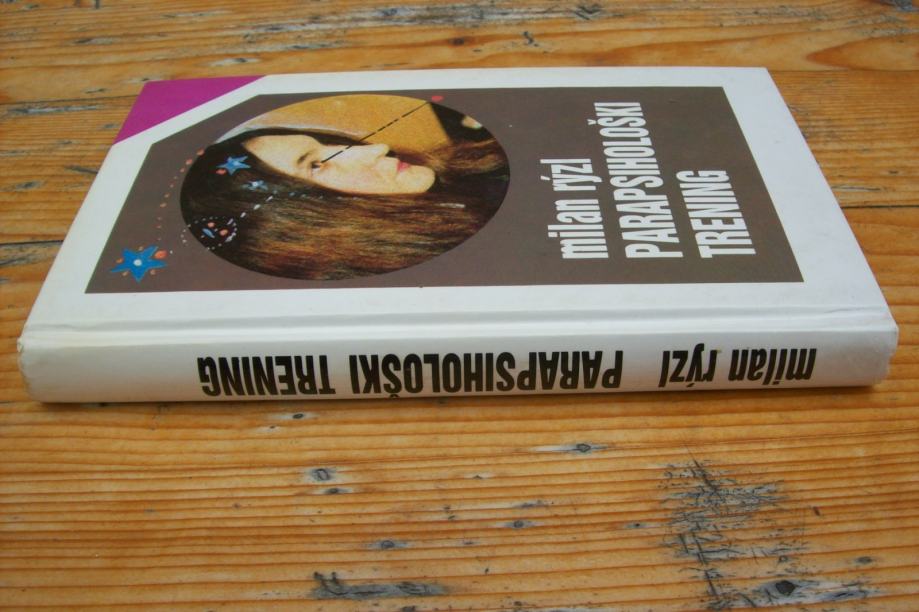 milan rýzl
PARAPSIHOLOŠKI
TRENING
milan rýzl PARAPSIHOLOŠKI TRENING